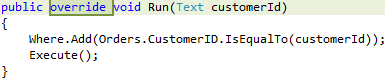 public override void Run(Text customerId)
{
    Where.Add(Orders.CustomerID.IsEqualTo(customerId));
    Execute();
}